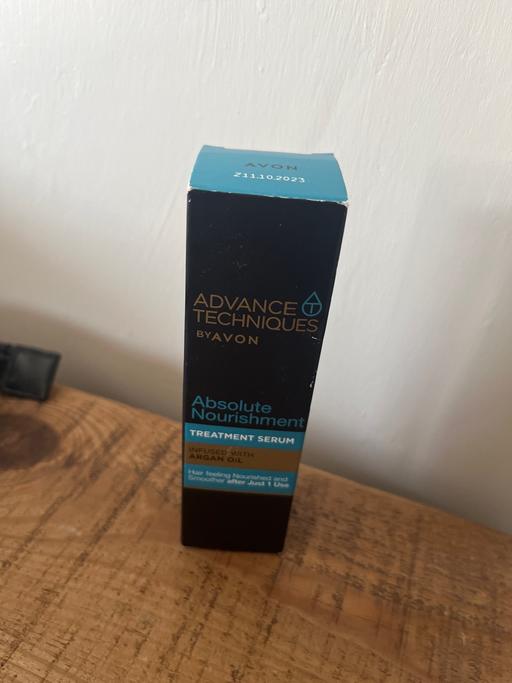 AVON
Z11.10.2023
ADVANCE
TECHNIQUES
BY AVON
Absolute
Nourishment
TREATMENT SERUM
INFUSED WITH
ARGAN OIL
Hair feeling Nourished and
Smoother after Just 1 Use